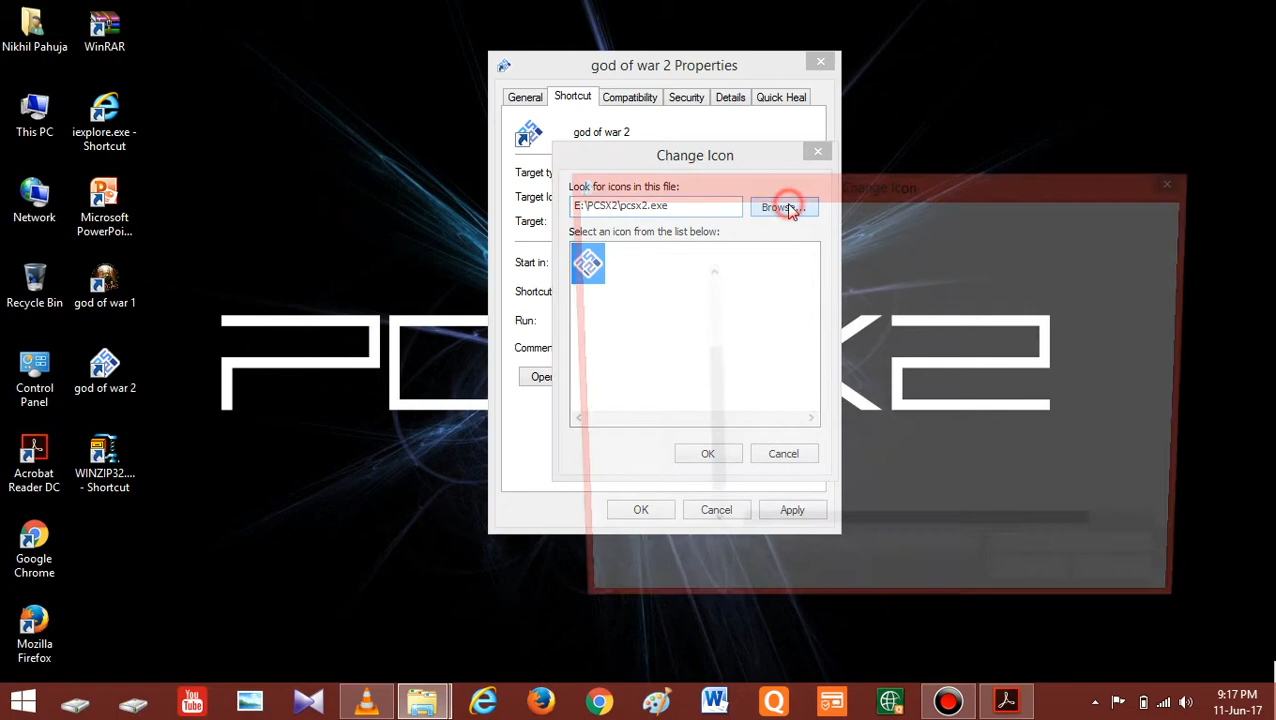 Nikhil Pahuja
WinRAR
This PC
iexplore.exe -
Shortcut
Network
Microsoft
PowerPoi...
Recycle Bin
god of war 1
Control
Panel
god of war 2
Acrobat
Reader DC
WINZIP32....
- Shortcut
Google
Chrome
Mozilla
Firefox
god of war 2 Properties
General
Shortcut
Compatibility
Security
Details
Quick Heal
god of war 2
Target ty
Target lo
Target:
Start in:
Shortcut
Run:
Commen
Open
Change Icon
Look for icons in this file:
E:\PCSX2\pcsx2.exe
Browse...
Select an icon from the list below:
OK
Cancel
OK
Cancel
Apply
Change Icon
X2
You
Tube
9:17 PM
11-Jun-17